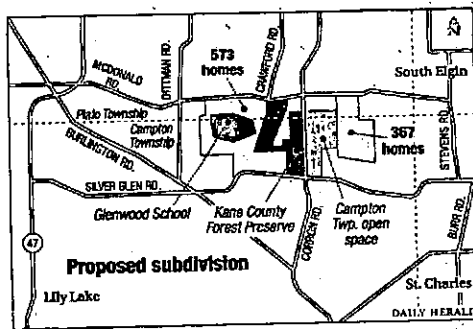 573
homes
MCDONALD
RD.
DITTMAN RD.
CRAWFORD RD.
N
South Elgin
Plato Township
Campton
Township
BURLINGTON RD.
367
homes
STEVENS RD.
SILVER GLEN RD.
Glenwood School
Kane County
Forest Preserve
CORRON RD.
Campton
Twp. open
space
BURR RD.
47
Proposed subdivision
Lily Lake
St. Charles
DAILY HERALD